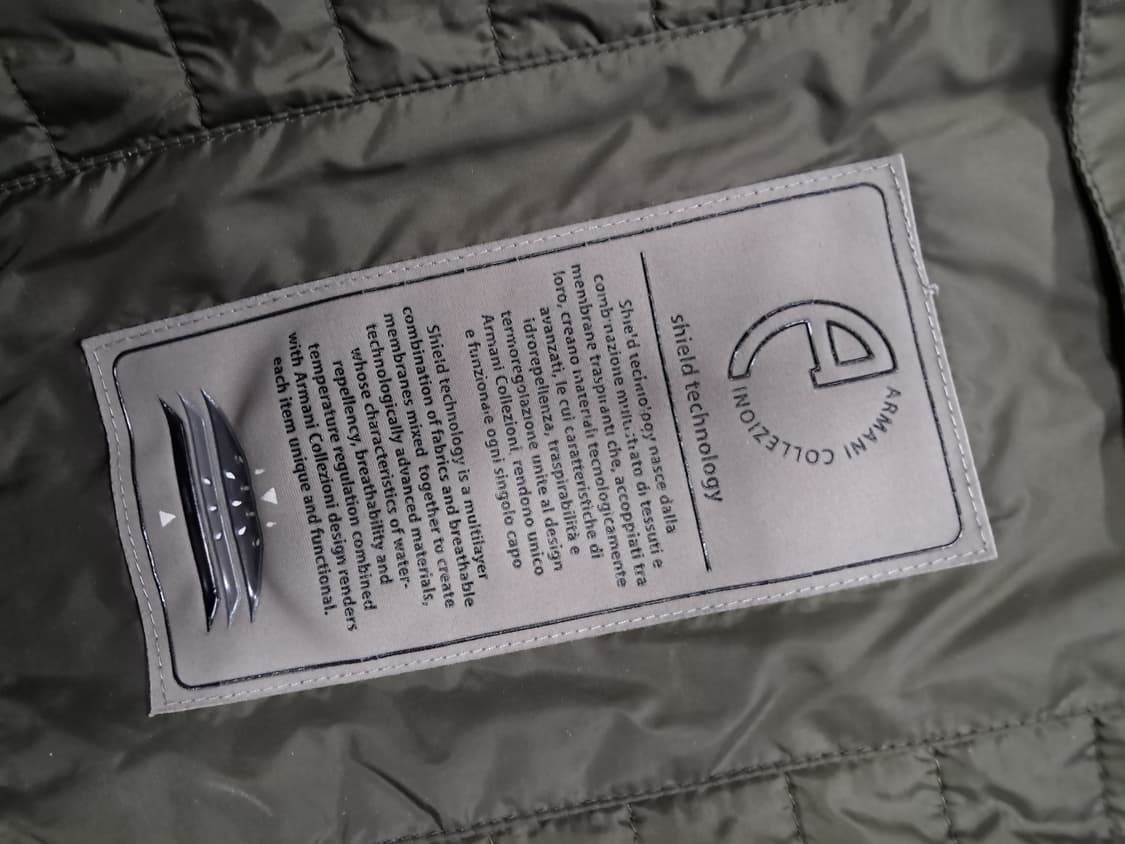 ARMANI COLLEZIONI
shield technology
Shield technology nasce dalla
combinazione multistrato di tessuti e
membrane traspiranti che, accoppiati tra
loro, creano materiali tecnologicamente
avanzati, le cui caratteristiche di
idrorepellenza, traspirabilità e
termoregolazione unite al design
Armani Collezioni, rendono unico
e funzionale ogni singolo capo
Shield technology is a multilayer
combination of fabrics and breathable
membranes mixed together to create
technologically advanced materials,
whose characteristics of water-
repellency, breathability and
temperature regulation combined
with Armani Collezioni design renders
each item unique and functional.